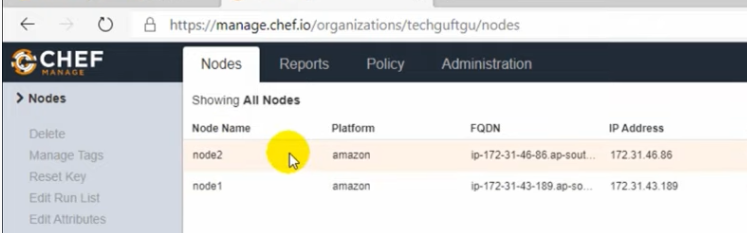 https://manage.chef.io/organizations/techguftgu/nodes
CHEF
MANAGE
Nodes Reports Policy Administration
Nodes
Delete
Manage Tags
Reset Key
Edit Run List
Edit Attributes
Showing All Nodes
Node Name Platform FQDN IP Address
node2 amazon ip-172-31-46-86.ap-sout... 172.31.46.86
node1 amazon ip-172-31-43-189.ap-so... 172.31.43.189